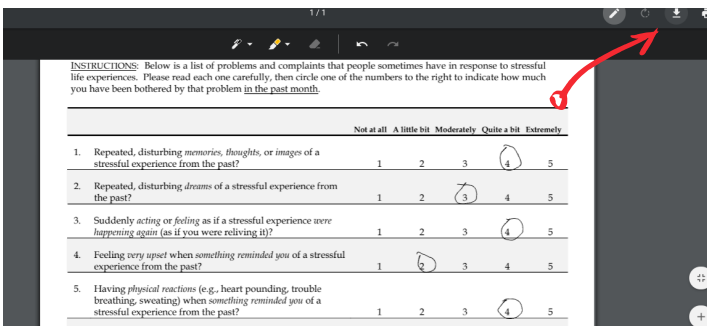 1 / 1
INSTRUCTIONS: Below is a list of problems and complaints that people sometimes have in response to stressful
life experiences. Please read each one carefully, then circle one of the numbers to the right to indicate how much
you have been bothered by that problem in the past month.
Not at all A little bit Moderately Quite a bit Extremely
1. Repeated, disturbing memories, thoughts, or images of a
stressful experience from the past? 1 2 3 4 5
2. Repeated, disturbing dreams of a stressful experience from
the past? 1 2 3 4 5
3. Suddenly acting or feeling as if a stressful experience were
happening again (as if you were reliving it)? 1 2 3 4 5
4. Feeling very upset when something reminded you of a stressful
experience from the past? 1 2 3 4 5
5. Having physical reactions (e.g., heart pounding, trouble
breathing, sweating) when something reminded you of a
stressful experience from the past? 1 2 3 4 5